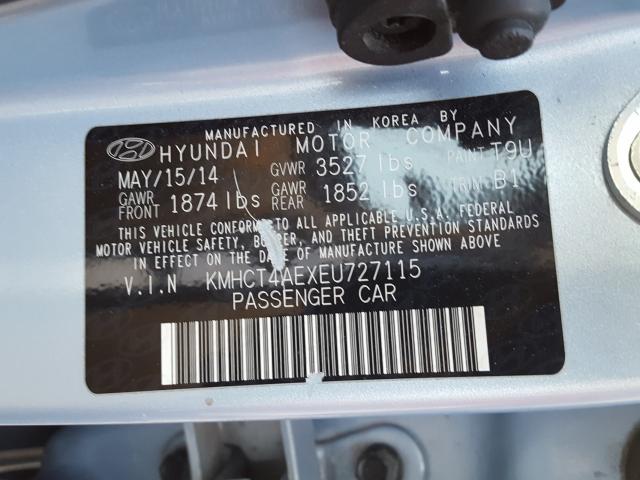 MANUFACTURED IN KOREA BY
HYUNDAI MOTOR COMPANY
MAY/15/14 GVWR 3527 lbs PAINT T9U
GAWR FRONT 1874 lbs GAWR REAR 1852 lbs TRIM B1
THIS VEHICLE CONFORMS TO ALL APPLICABLE U.S.A. FEDERAL
MOTOR VEHICLE SAFETY, BUMPER, AND THEFT PREVENTION STANDARDS
IN EFFECT ON THE DATE OF MANUFACTURE SHOWN ABOVE
V.I.N KMHCT4AEXEU727115
PASSENGER CAR